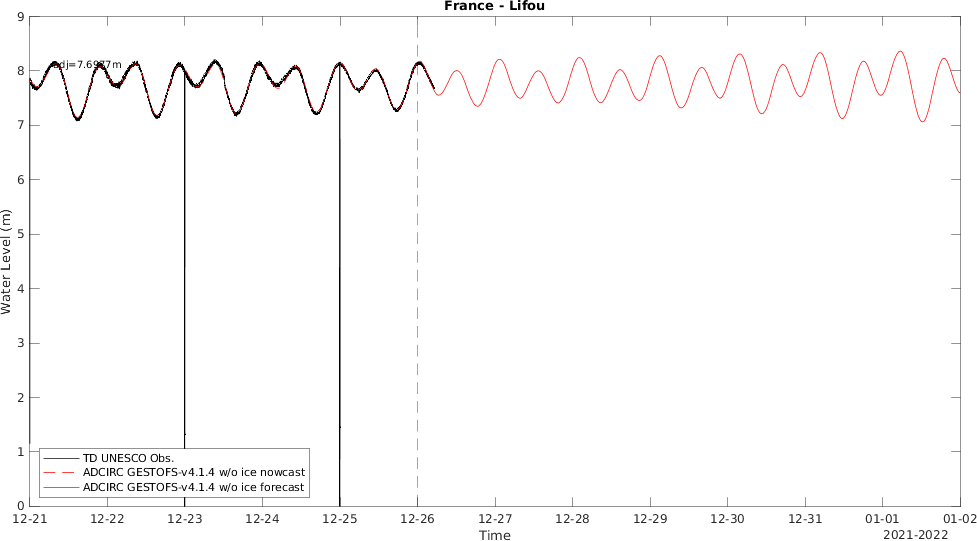 France - Lifou
9
8
7
6
5
4
3
2
1
0
Water Level (m)
adj=7.6977m
TD UNESCO Obs.
ADCIRC GESTOFS-v4.1.4 w/o ice nowcast
ADCIRC GESTOFS-v4.1.4 w/o ice forecast
12-21 12-22 12-23 12-24 12-25 12-26 12-27 12-28 12-29 12-30 12-31 01-01 01-02
Time
2021-2022